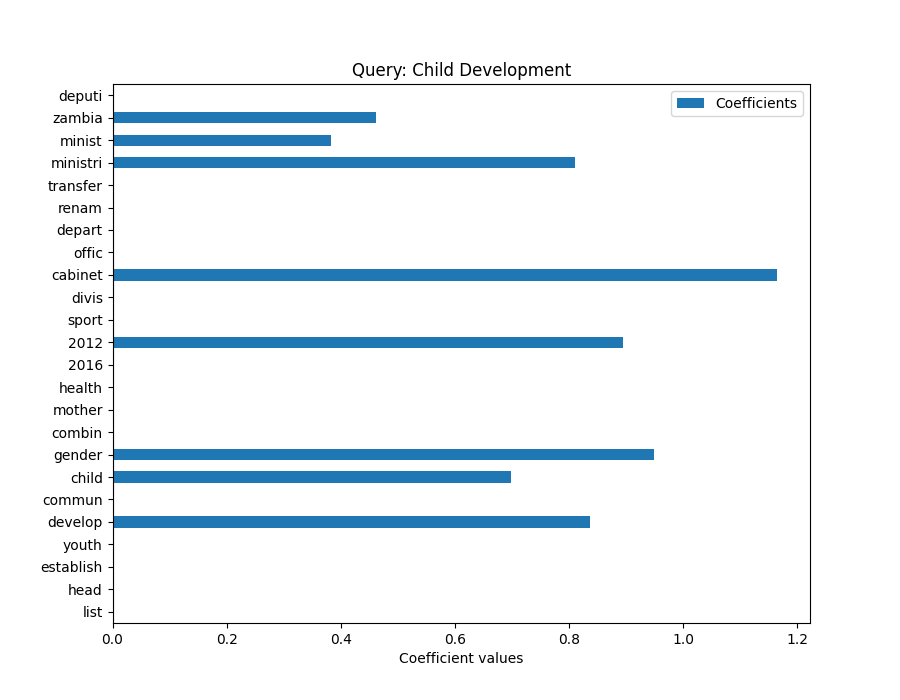 Query: Child Development
Coefficients
deputi
zambia
minist
ministri
transfer
renam
depart
offic
cabinet
divis
sport
2012
2016
health
mother
combin
gender
child
commun
develop
youth
establish
head
list
0.0 0.2 0.4 0.6 0.8 1.0 1.2
Coefficient values